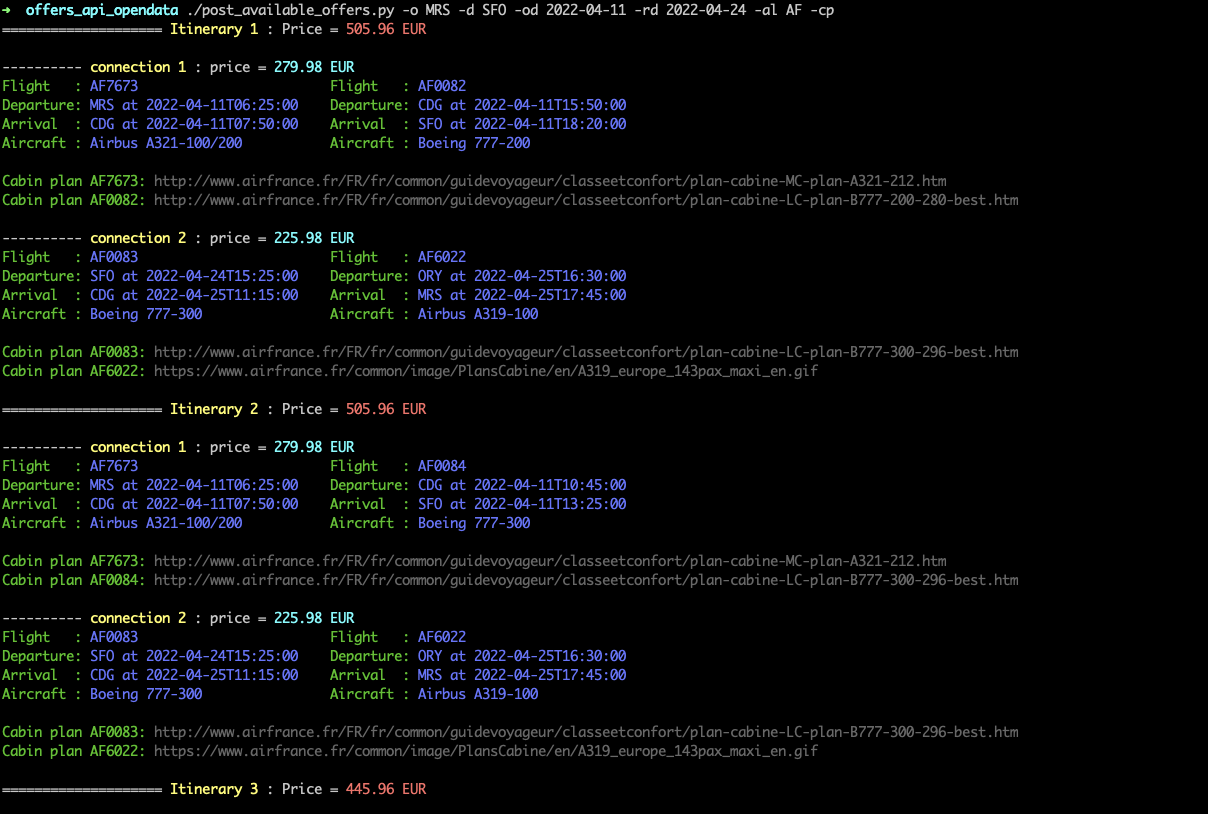 ➜  offers_api_opendata ./post_available_offers.py -o MRS -d SFO -od 2022-04-11 -rd 2022-04-24 -al AF -cp
==================== Itinerary 1 : Price = 505.96 EUR
---------- connection 1 : price = 279.98 EUR
Flight   : AF7673                        Flight   : AF0082
Departure: MRS at 2022-04-11T06:25:00    Departure: CDG at 2022-04-11T15:50:00
Arrival  : CDG at 2022-04-11T07:50:00    Arrival  : SFO at 2022-04-11T18:20:00
Aircraft : Airbus A321-100/200           Aircraft : Boeing 777-200
Cabin plan AF7673: http://www.airfrance.fr/FR/fr/common/guidevoyageur/classeetconfort/plan-cabine-MC-plan-A321-212.htm
Cabin plan AF0082: http://www.airfrance.fr/FR/fr/common/guidevoyageur/classeetconfort/plan-cabine-LC-plan-B777-200-280-best.htm
---------- connection 2 : price = 225.98 EUR
Flight   : AF0083                        Flight   : AF6022
Departure: SFO at 2022-04-24T15:25:00    Departure: ORY at 2022-04-25T16:30:00
Arrival  : CDG at 2022-04-25T11:15:00    Arrival  : MRS at 2022-04-25T17:45:00
Aircraft : Boeing 777-300                Aircraft : Airbus A319-100
Cabin plan AF0083: http://www.airfrance.fr/FR/fr/common/guidevoyageur/classeetconfort/plan-cabine-LC-plan-B777-300-296-best.htm
Cabin plan AF6022: https://www.airfrance.fr/common/image/PlansCabine/en/A319_europe_143pax_maxi_en.gif
==================== Itinerary 2 : Price = 505.96 EUR
---------- connection 1 : price = 279.98 EUR
Flight   : AF7673                        Flight   : AF0084
Departure: MRS at 2022-04-11T06:25:00    Departure: CDG at 2022-04-11T10:45:00
Arrival  : CDG at 2022-04-11T07:50:00    Arrival  : SFO at 2022-04-11T13:25:00
Aircraft : Airbus A321-100/200           Aircraft : Boeing 777-300
Cabin plan AF7673: http://www.airfrance.fr/FR/fr/common/guidevoyageur/classeetconfort/plan-cabine-MC-plan-A321-212.htm
Cabin plan AF0084: http://www.airfrance.fr/FR/fr/common/guidevoyageur/classeetconfort/plan-cabine-LC-plan-B777-300-296-best.htm
---------- connection 2 : price = 225.98 EUR
Flight   : AF0083                        Flight   : AF6022
Departure: SFO at 2022-04-24T15:25:00    Departure: ORY at 2022-04-25T16:30:00
Arrival  : CDG at 2022-04-25T11:15:00    Arrival  : MRS at 2022-04-25T17:45:00
Aircraft : Boeing 777-300                Aircraft : Airbus A319-100
Cabin plan AF0083: http://www.airfrance.fr/FR/fr/common/guidevoyageur/classeetconfort/plan-cabine-LC-plan-B777-300-296-best.htm
Cabin plan AF6022: https://www.airfrance.fr/common/image/PlansCabine/en/A319_europe_143pax_maxi_en.gif
==================== Itinerary 3 : Price = 445.96 EUR